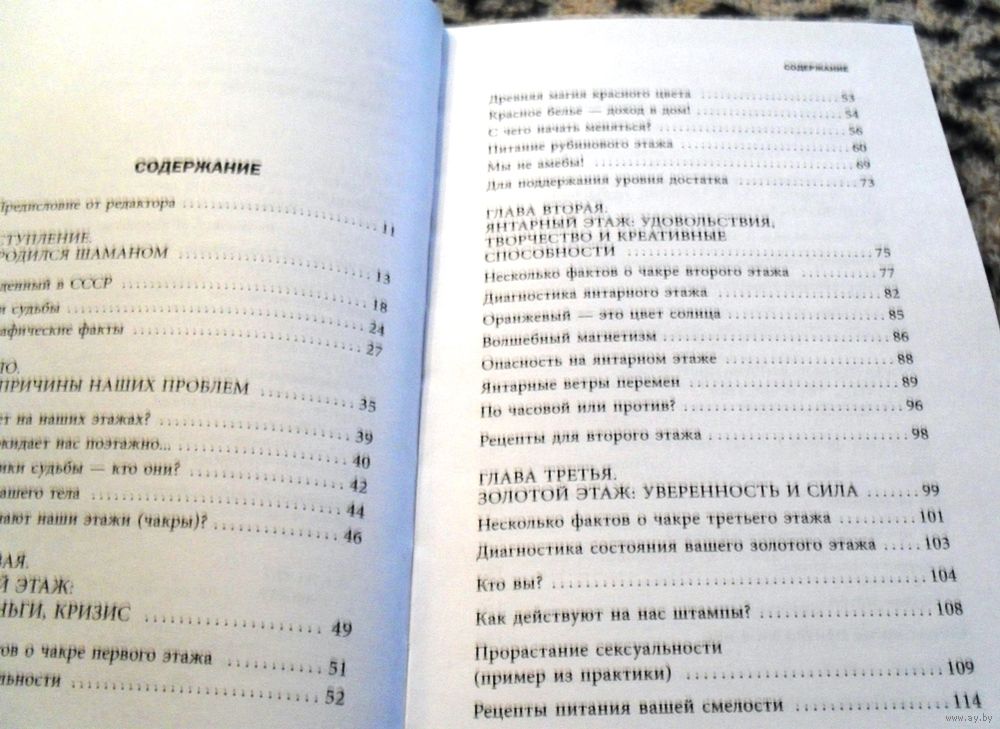 СОДЕРЖАНИЕ
Предисловие от редактора 11
СТУПЛЕНИЕ.
РОДИЛСЯ ШАМАНОМ 13
денный в СССР 18
и судьбы 24
афические факты 27
ЛО.
ПРИЧИНЫ НАШИХ ПРОБЛЕМ 35
ет на наших этажах? 39
жидает нас поэтажно... 40
ики судьбы — кто они? 42
ашего тела 44
ают наши этажи (чакры)? 46
ВАЯ.
Й ЭТАЖ:
НЬГИ, КРИЗИС 49
тов о чакре первого этажа 51
льности 52
СОДЕРЖАНИЕ
Древняя магия красного цвета 53
Красное белье — доход в дом! 54
С чего начать меняться? 56
Питание рубинового этажа 60
Мы не амебы! 69
Для поддержания уровня достатка 73
ГЛАВА ВТОРАЯ.
ЯНТАРНЫЙ ЭТАЖ: УДОВОЛЬСТВИЯ,
ТВОРЧЕСТВО И КРЕАТИВНЫЕ
СПОСОБНОСТИ 75
Несколько фактов о чакре второго этажа 77
Диагностика янтарного этажа 82
Оранжевый — это цвет солнца 85
Волшебный магнетизм 86
Опасность на янтарном этаже 88
Янтарные ветры перемен 89
По часовой или против? 96
Рецепты для второго этажа 98
ГЛАВА ТРЕТЬЯ.
ЗОЛОТОЙ ЭТАЖ: УВЕРЕННОСТЬ И СИЛА 99
Несколько фактов о чакре третьего этажа 101
Диагностика состояния вашего золотого этажа 103
Кто вы? 104
Как действуют на нас штампы? 108
Прорастание сексуальности
(пример из практики) 109
Рецепты питания вашей смелости 114
www.ay.by